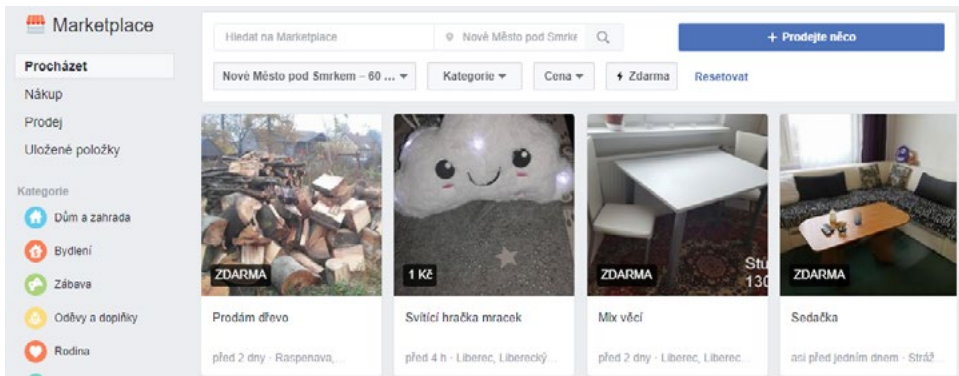 Marketplace
Procházet
Nákup
Prodej
Uložené položky
Kategorie
Dům a zahrada
Bydlení
Zábava
Oděvy a doplňky
Rodina
Hledat na Marketplace
Nové Město pod Smrke
+ Prodejte něco
Nové Město pod Smrkem – 60 ...
Kategorie
Cena
Zdarma
Resetovat
ZDARMA
Prodám dřevo
před 2 dny · Raspenava,...
1 Kč
Svítící hračka mracek
před 4 h · Liberec, Liberecký...
Stu
130
ZDARMA
Mix věcí
před 2 dny · Liberec, Liberec...
ZDARMA
Sedačka
asi před jedním dnem · Stráž...